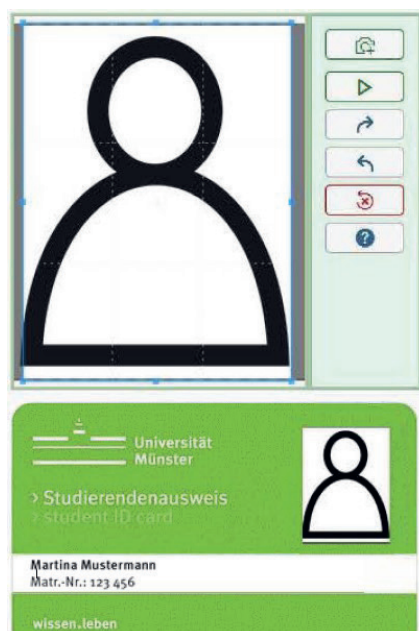 Universität
Münster
› Studierendenausweis
› student ID card
Martina Mustermann
Matr.-Nr.: 123 456
wissen.leben